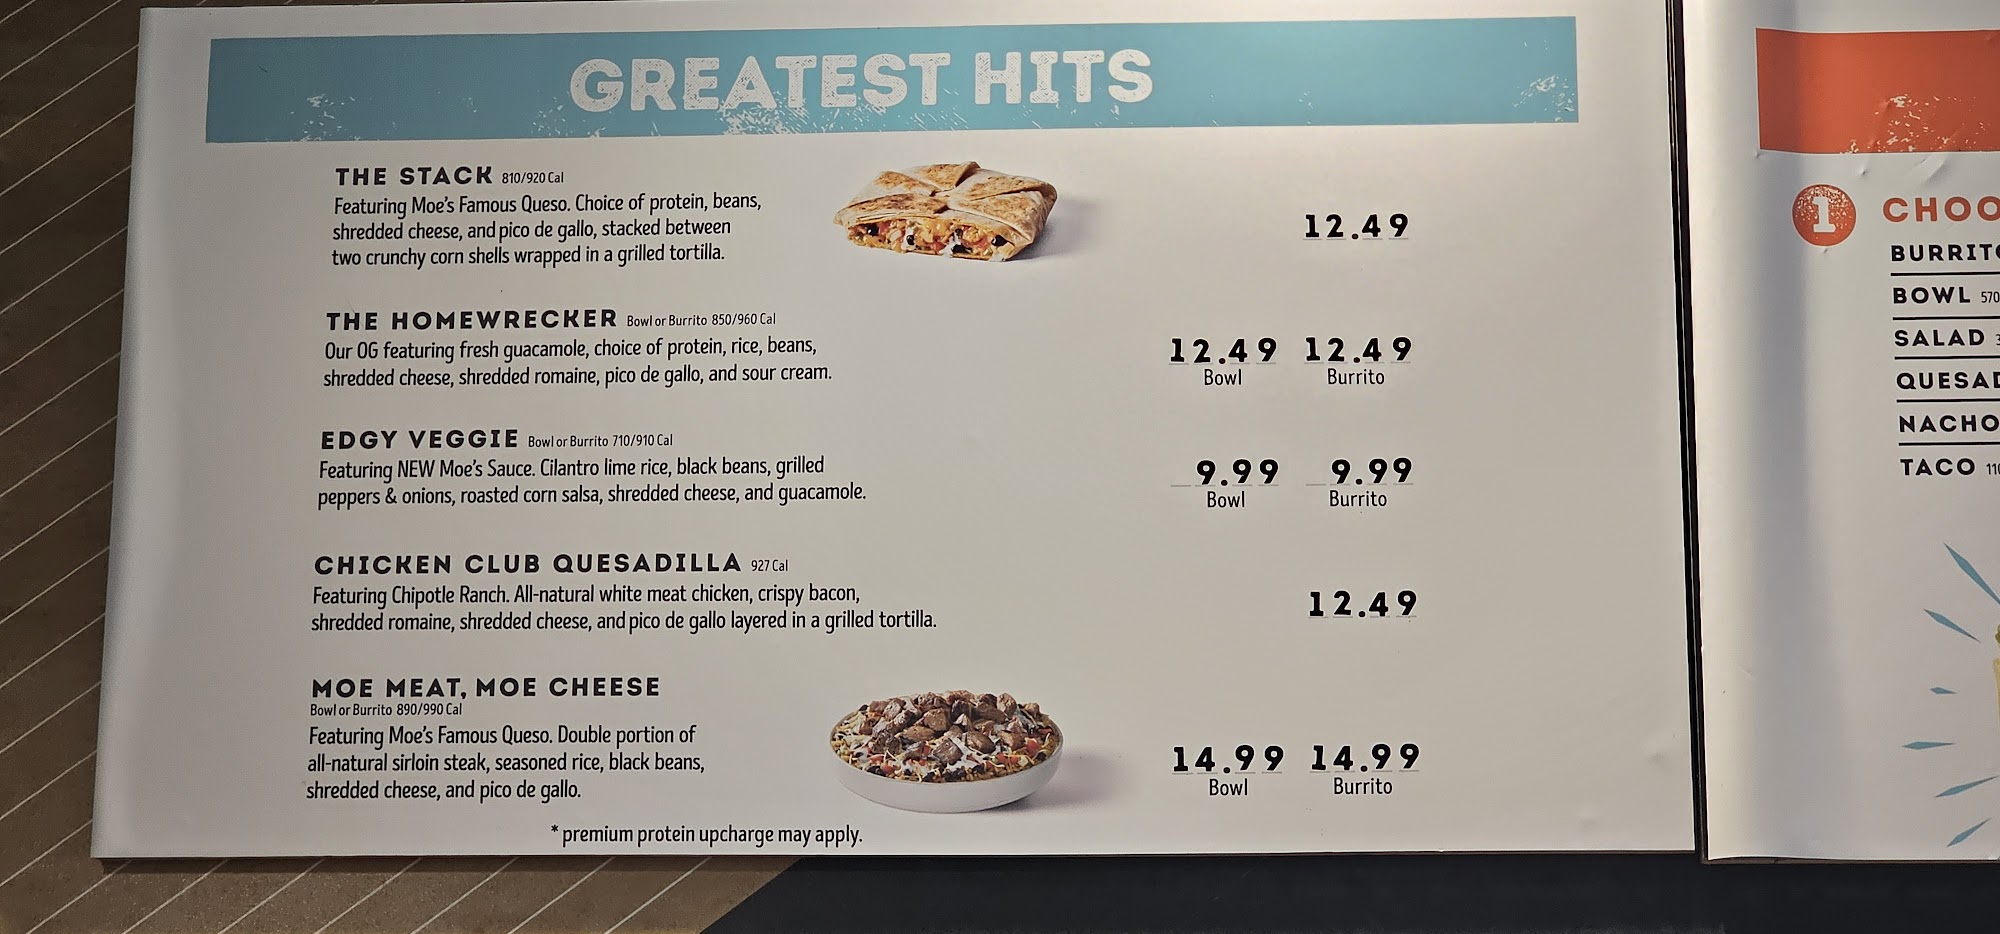 GREATEST HITS
THE STACK 810/920 Cal
Featuring Moe's Famous Queso. Choice of protein, beans,
shredded cheese, and pico de gallo, stacked between
two crunchy corn shells wrapped in a grilled tortilla.
12.49
THE HOMEWRECKER Bowl or Burrito 850/960 Cal
Our OG featuring fresh guacamole, choice of protein, rice, beans,
shredded cheese, shredded romaine, pico de gallo, and sour cream.
12.49 12.49
Bowl Burrito
EDGY VEGGIE Bowl or Burrito 710/910 Cal
Featuring NEW Moe's Sauce. Cilantro lime rice, black beans, grilled
peppers & onions, roasted corn salsa, shredded cheese, and guacamole.
9.99 9.99
Bowl Burrito
CHICKEN CLUB QUESADILLA 927 Cal
Featuring Chipotle Ranch. All-natural white meat chicken, crispy bacon,
shredded romaine, shredded cheese, and pico de gallo layered in a grilled tortilla.
12.49
MOE MEAT, MOE CHEESE
Bowl or Burrito 890/990 Cal
Featuring Moe's Famous Queso. Double portion of
all-natural sirloin steak, seasoned rice, black beans,
shredded cheese, and pico de gallo.
14.99 14.99
Bowl Burrito
* premium protein upcharge may apply.
1 CHOO
BURRITO
BOWL 570
SALAD
QUESAD
NACHO
TACO 110